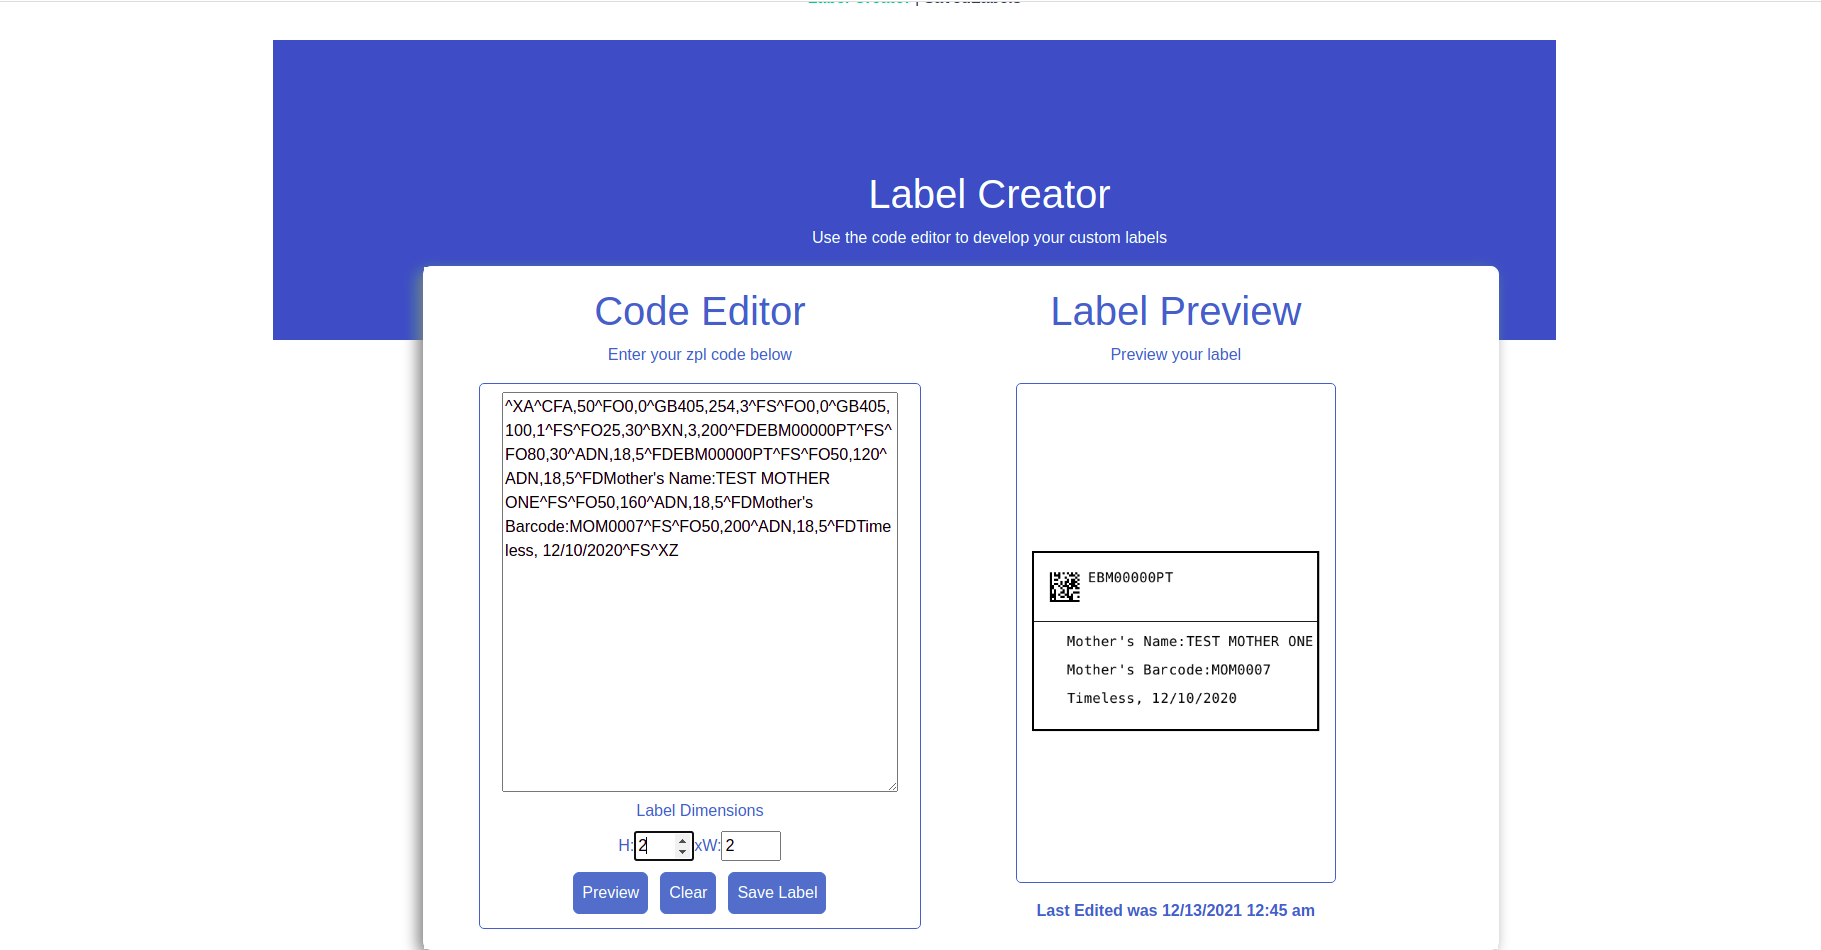 Label Creator
Use the code editor to develop your custom labels
Code Editor
Enter your zpl code below
^XA^CFA,50^FO0,0^GB405,254,3^FS^FO0,0^GB405,
100,1^FS^FO25,30^BXN,3,200^FDEBM00000PT^FS^
FO80,30^ADN,18,5^FDEBM00000PT^FS^FO50,120^
ADN,18,5^FDMother's Name:TEST MOTHER
ONE^FS^FO50,160^ADN,18,5^FDMother's
Barcode:MOM0007^FS^FO50,200^ADN,18,5^FDTime
less, 12/10/2020^FS^XZ
Label Dimensions
H:2 xW:2
Preview Clear Save Label
Label Preview
Preview your label
EBM00000PT
Mother's Name:TEST MOTHER ONE
Mother's Barcode:MOM0007
Timeless, 12/10/2020
Last Edited was 12/13/2021 12:45 am